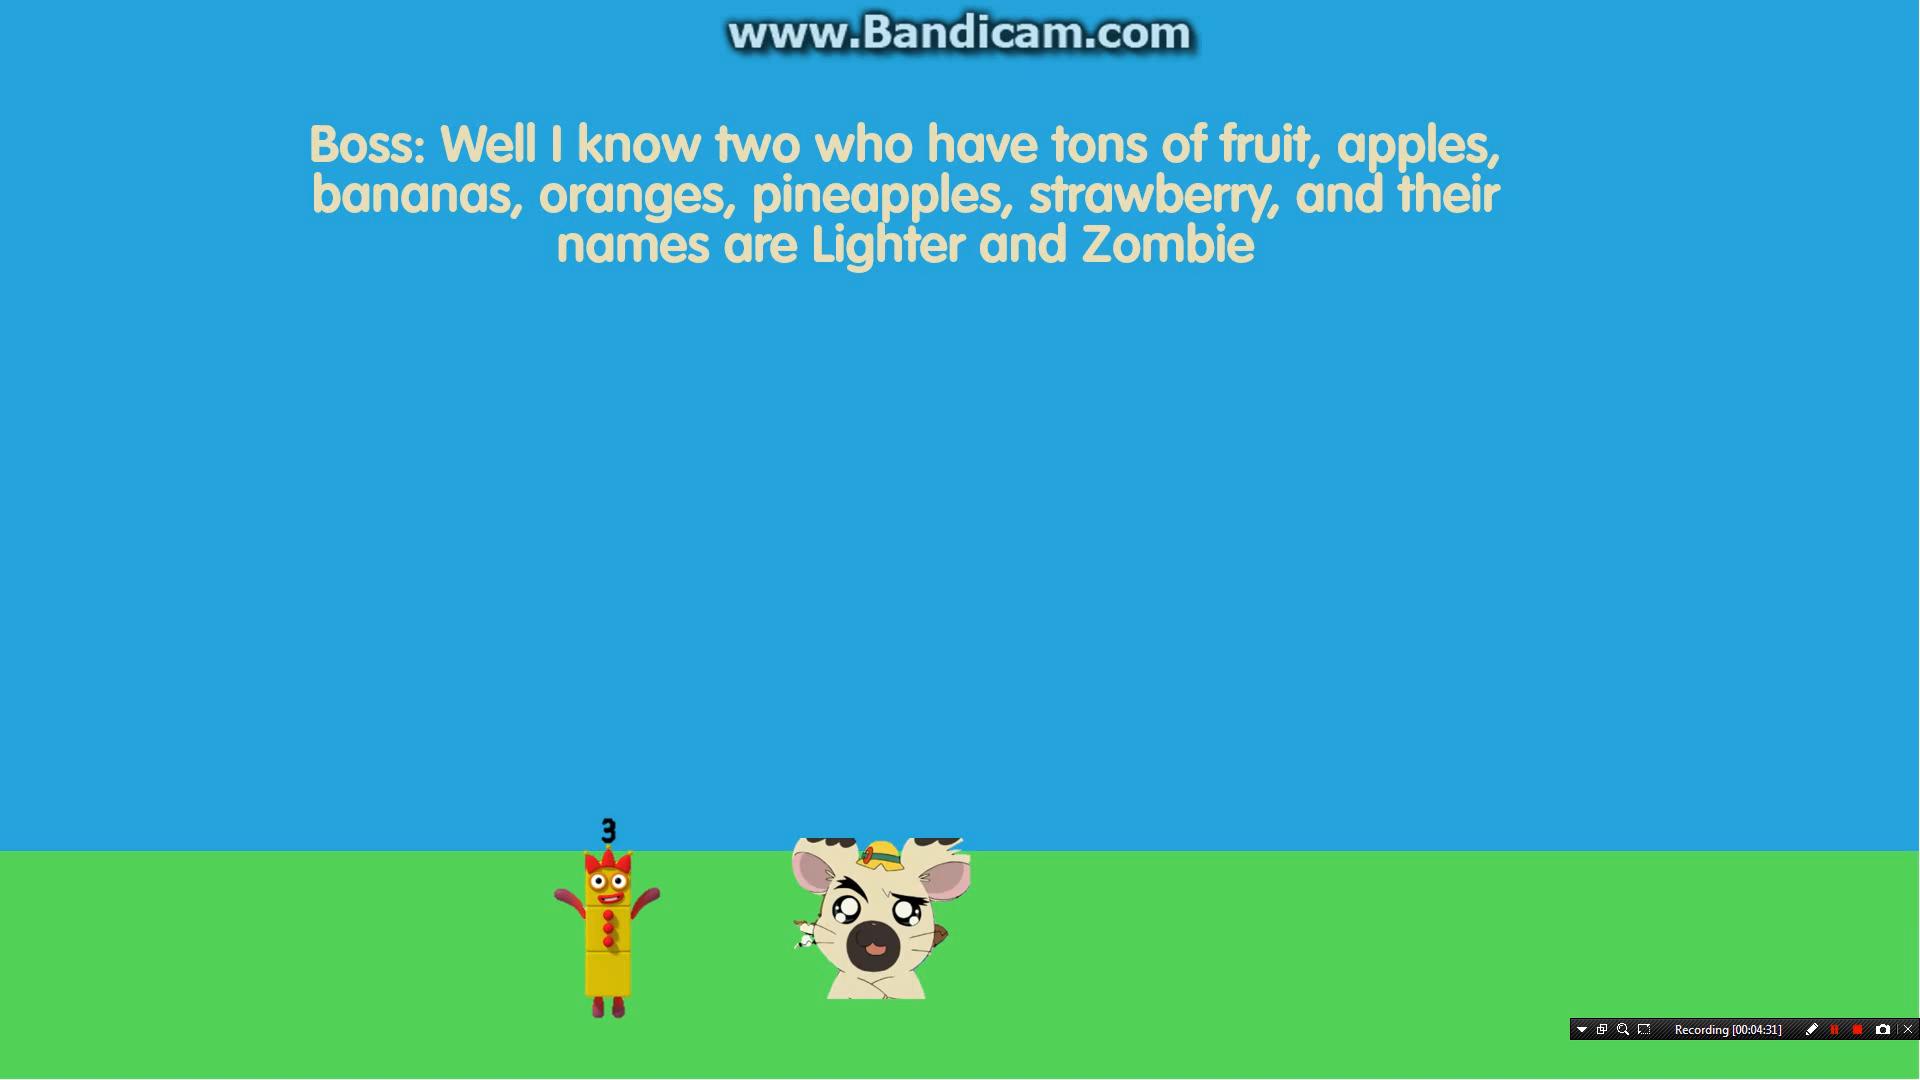 www.Bandicam.com
Boss: Well I know two who have tons of fruit, apples,
bananas, oranges, pineapples, strawberry, and their
names are Lighter and Zombie
3
Recording [00:04:31]